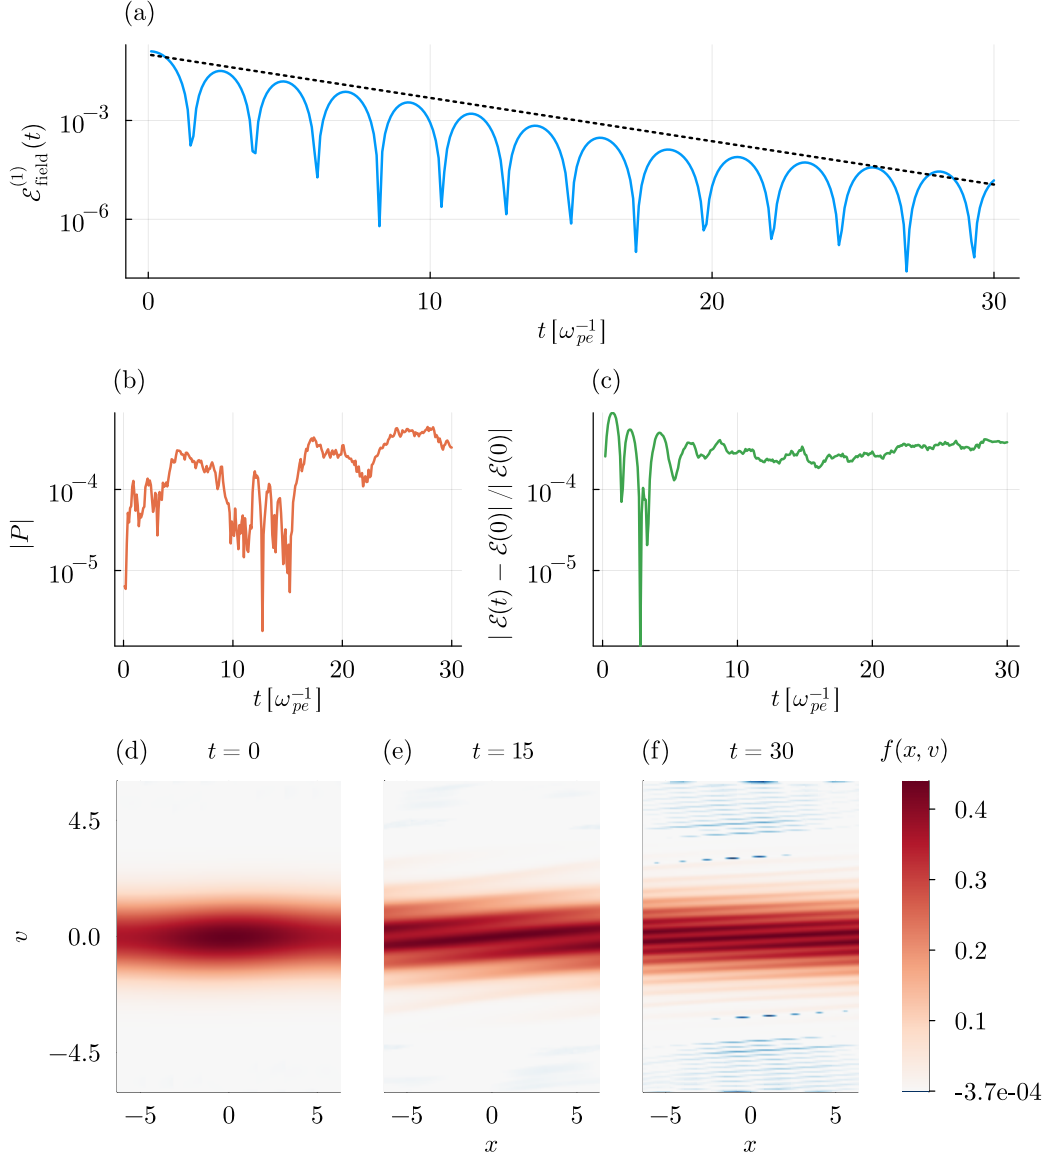 (a)
10⁻³
10⁻⁶
ℰ_field^(1)(t)
0 10 20 30
t [ω_pe^−1]
(b)
10⁻⁴
10⁻⁵
|P|
0 10 20 30
t [ω_pe^−1]
(c)
10⁻⁴
10⁻⁵
| ℰ(t) − ℰ(0)| /| ℰ(0)|
0 10 20 30
t [ω_pe^−1]
(d) t = 0
(e) t = 15
(f) t = 30
f(x, v)
4.5
0.0
−4.5
v
−5 0 5
−5 0 5
−5 0 5
x
x
0.4
0.3
0.2
0.1
-3.7e-04